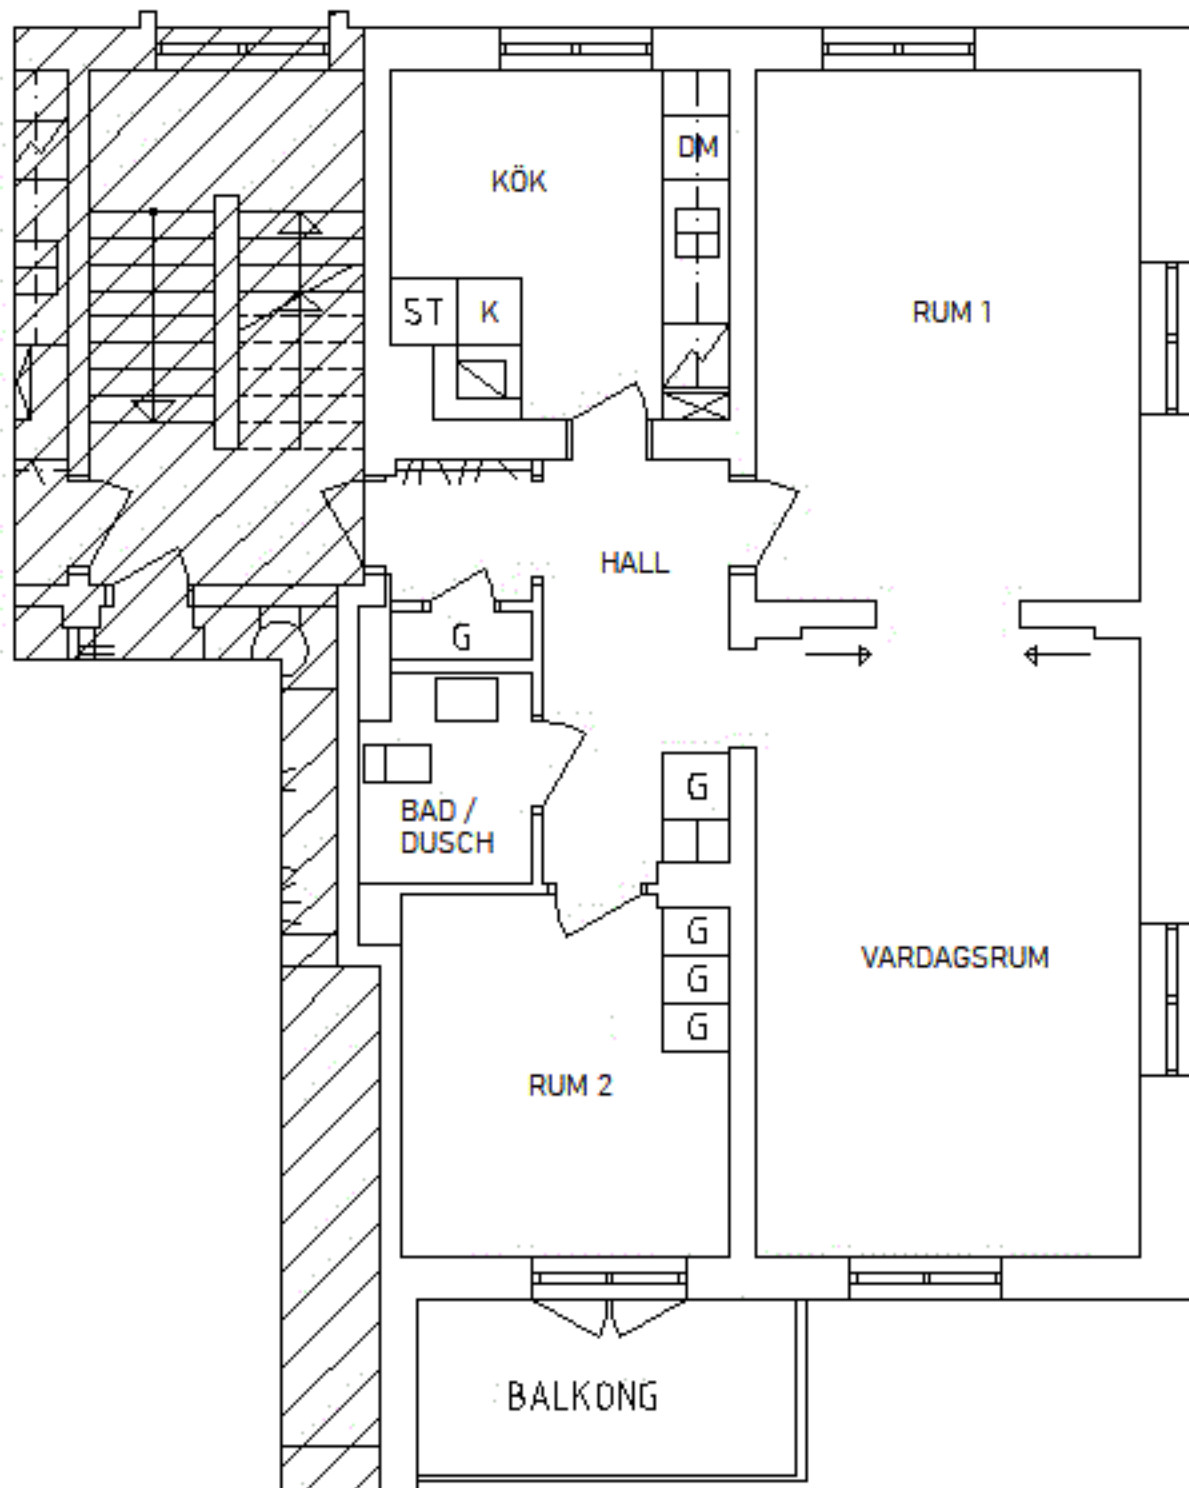 DM
KÖK
ST K
RUM 1
HALL
G
G
BAD /
DUSCH
G
G
G
VARDAGSRUM
RUM 2
BALKONG